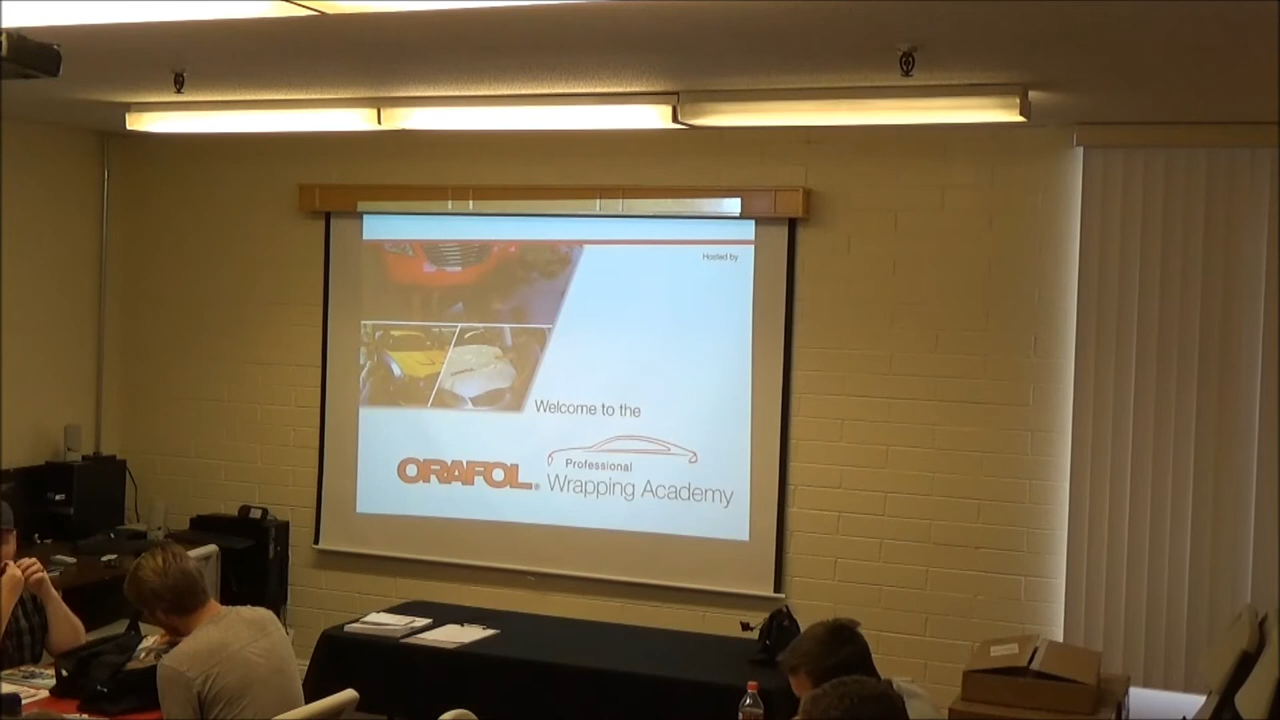 Hosted by
Welcome to the
ORAFOL® Professional
Wrapping Academy